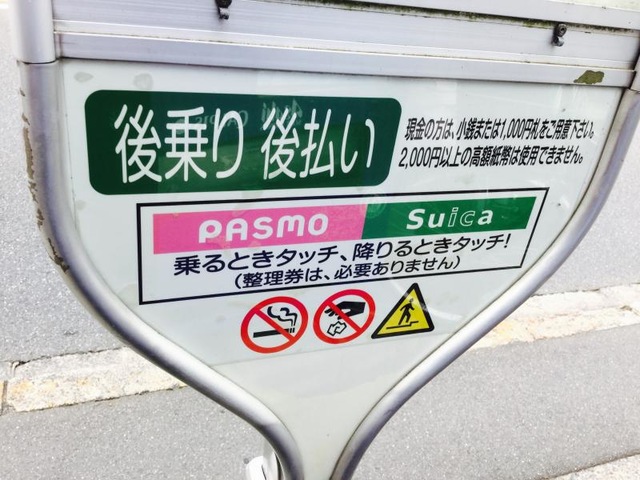 後乗り 後払い
現金の方は、小銭または1,000円札をご用意下さい。
2,000円以上の高額紙幣は使用できません。
PASMO Suica
乗るときタッチ、降りるときタッチ!
(整理券は、必要ありません)